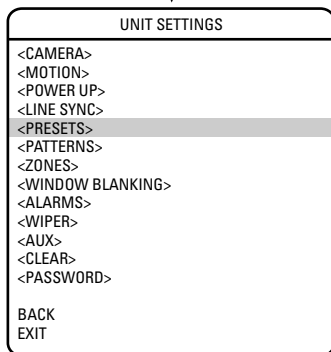 UNIT SETTINGS
<CAMERA>
<MOTION>
<POWER UP>
<LINE SYNC>
<PRESETS>
<PATTERNS>
<ZONES>
<WINDOW BLANKING>
<ALARMS>
<WIPER>
<AUX>
<CLEAR>
<PASSWORD>
BACK
EXIT